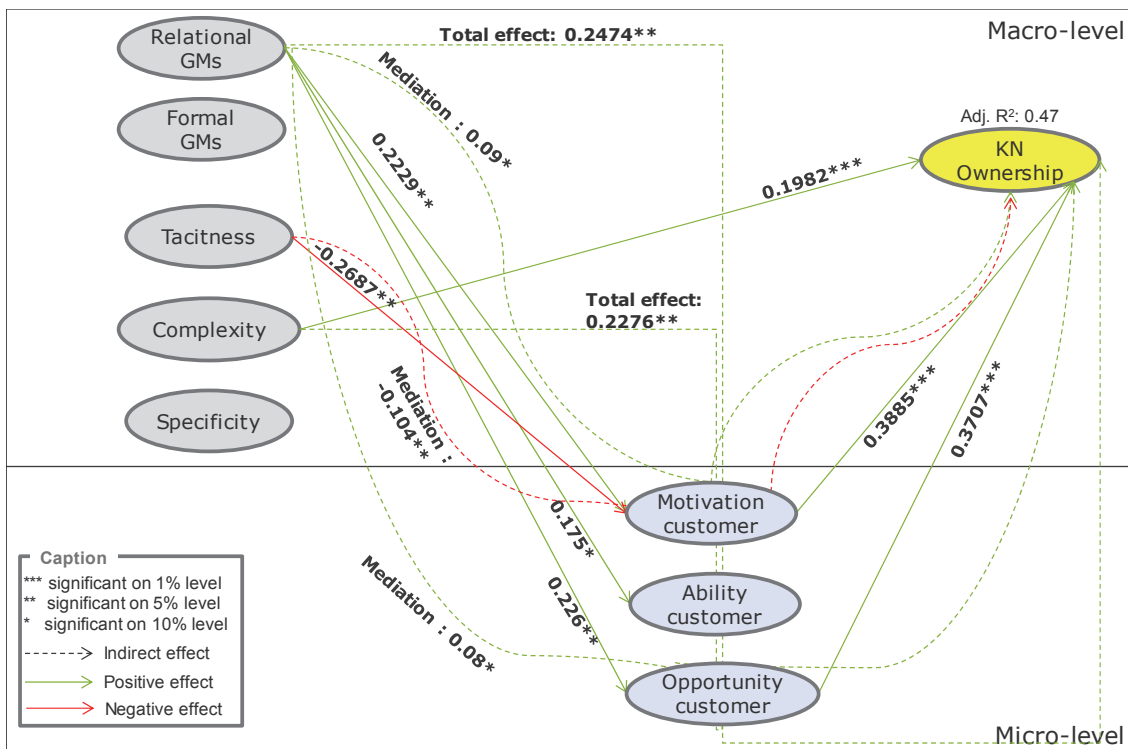 Relational
GMs
Total effect: 0.2474**
Macro-level
Mediation : 0.09*
Formal
GMs
0.2229**
Adj. R²: 0.47
KN
Ownership
0.1982***
Tacitness
-0.2687**
Complexity
Total effect:
0.2276**
Specificity
Mediation :
-0.104**
0.3885***
0.3707***
Motivation
customer
0.175*
Ability
customer
0.226**
Mediation : 0.08*
Opportunity
customer
Micro-level
Caption
*** significant on 1% level
** significant on 5% level
* significant on 10% level
Indirect effect
Positive effect
Negative effect